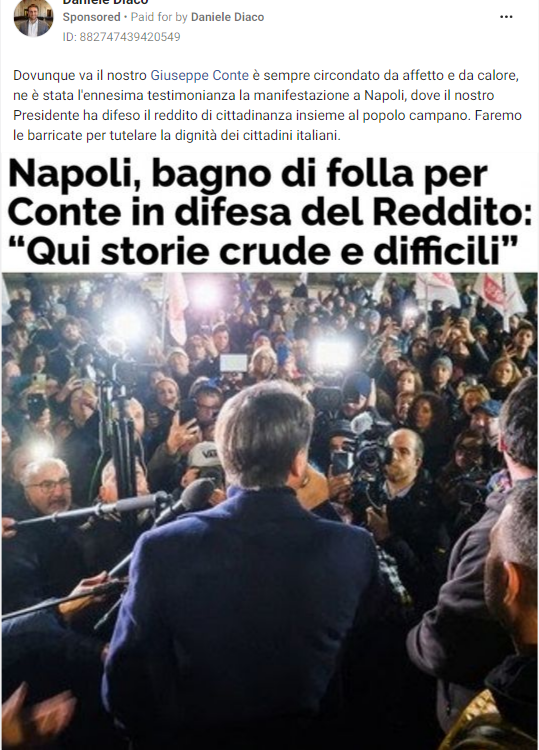 Daniele Diaco
Sponsored • Paid for by Daniele Diaco
ID: 882747439420549
Dovunque va il nostro Giuseppe Conte è sempre circondato da affetto e da calore,
ne è stata l'ennesima testimonianza la manifestazione a Napoli, dove il nostro
Presidente ha difeso il reddito di cittadinanza insieme al popolo campano. Faremo
le barricate per tutelare la dignità dei cittadini italiani.
Napoli, bagno di folla per
Conte in difesa del Reddito:
“Qui storie crude e difficili”